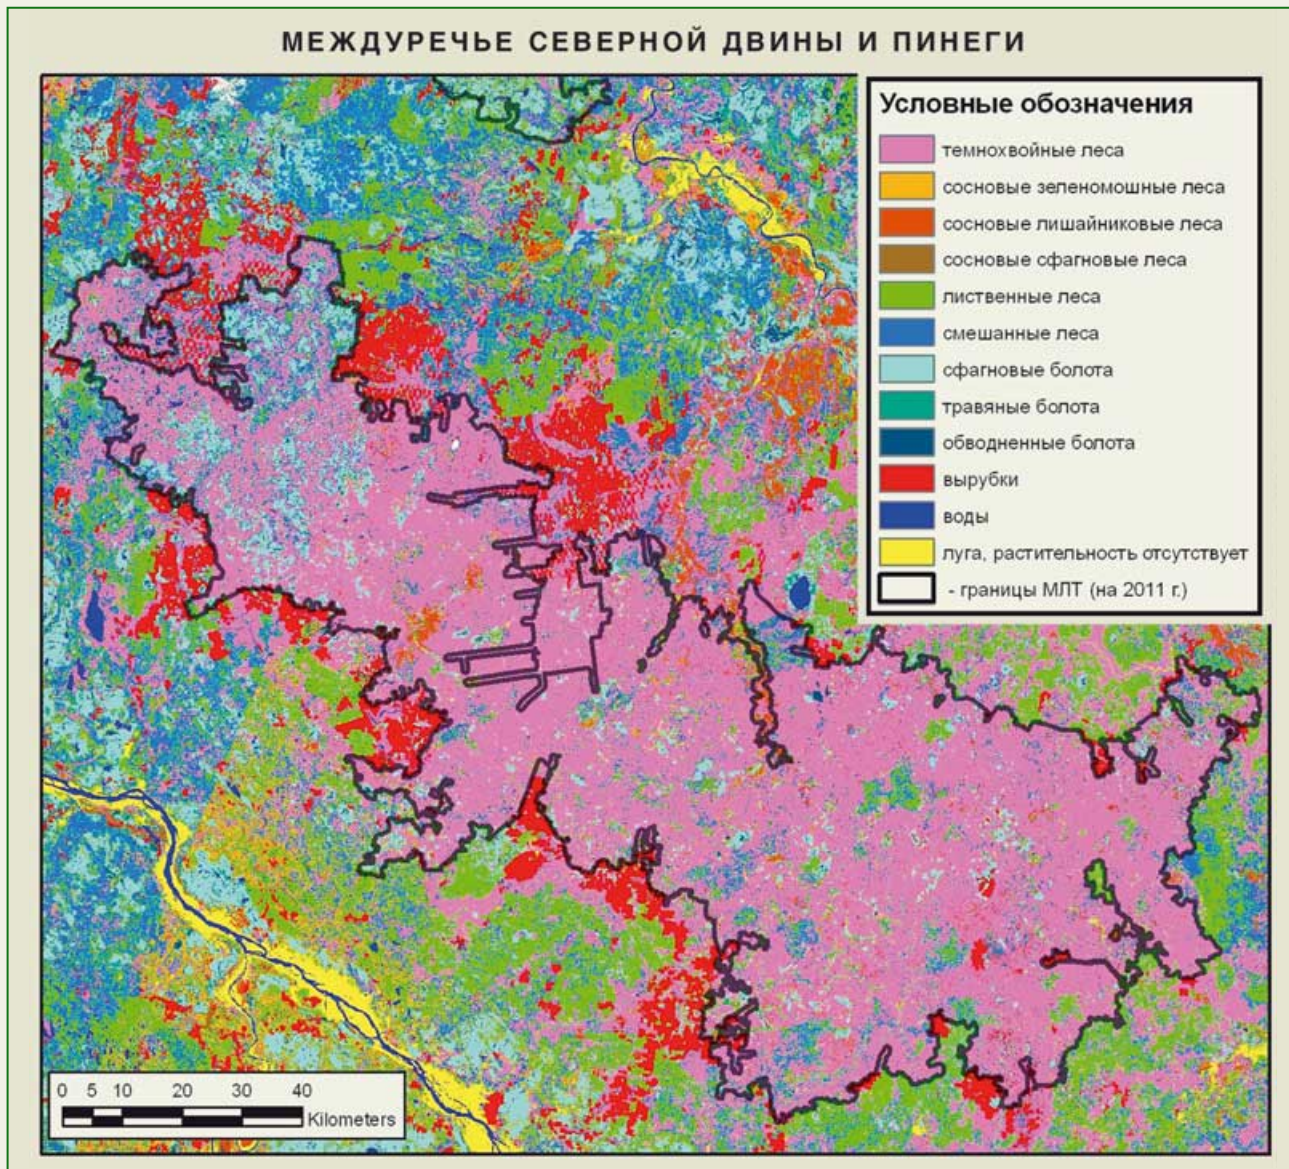 МЕЖДУРЕЧЬЕ СЕВЕРНОЙ ДВИНЫ И ПИНЕГИ
Условные обозначения
темнохвойные леса
сосновые зеленомошные леса
сосновые лишайниковые леса
сосновые сфагновые леса
лиственные леса
смешанные леса
сфагновые болота
травяные болота
обводненные болота
вырубки
воды
луга, растительность отсутствует
- границы МЛТ (на 2011 г.)
0 5 10 20 30 40
Kilometers